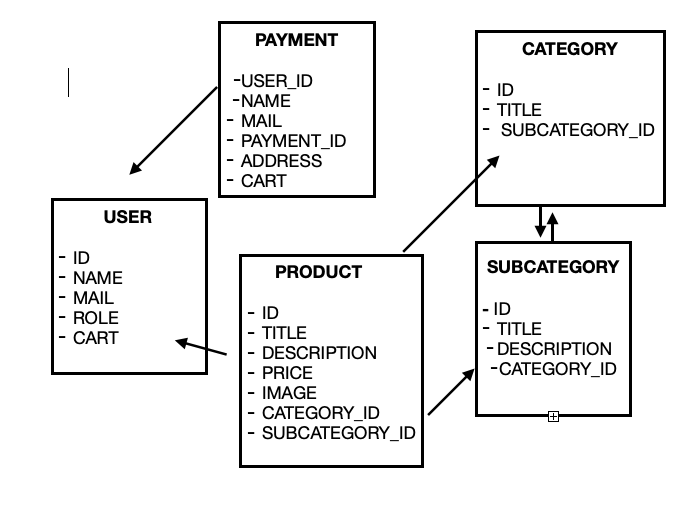 PAYMENT
-USER_ID
-NAME
- MAIL
- PAYMENT_ID
- ADDRESS
- CART
CATEGORY
- ID
- TITLE
- SUBCATEGORY_ID
USER
- ID
- NAME
- MAIL
- ROLE
- CART
PRODUCT
- ID
- TITLE
- DESCRIPTION
- PRICE
- IMAGE
- CATEGORY_ID
- SUBCATEGORY_ID
SUBCATEGORY
- ID
- TITLE
- DESCRIPTION
-CATEGORY_ID